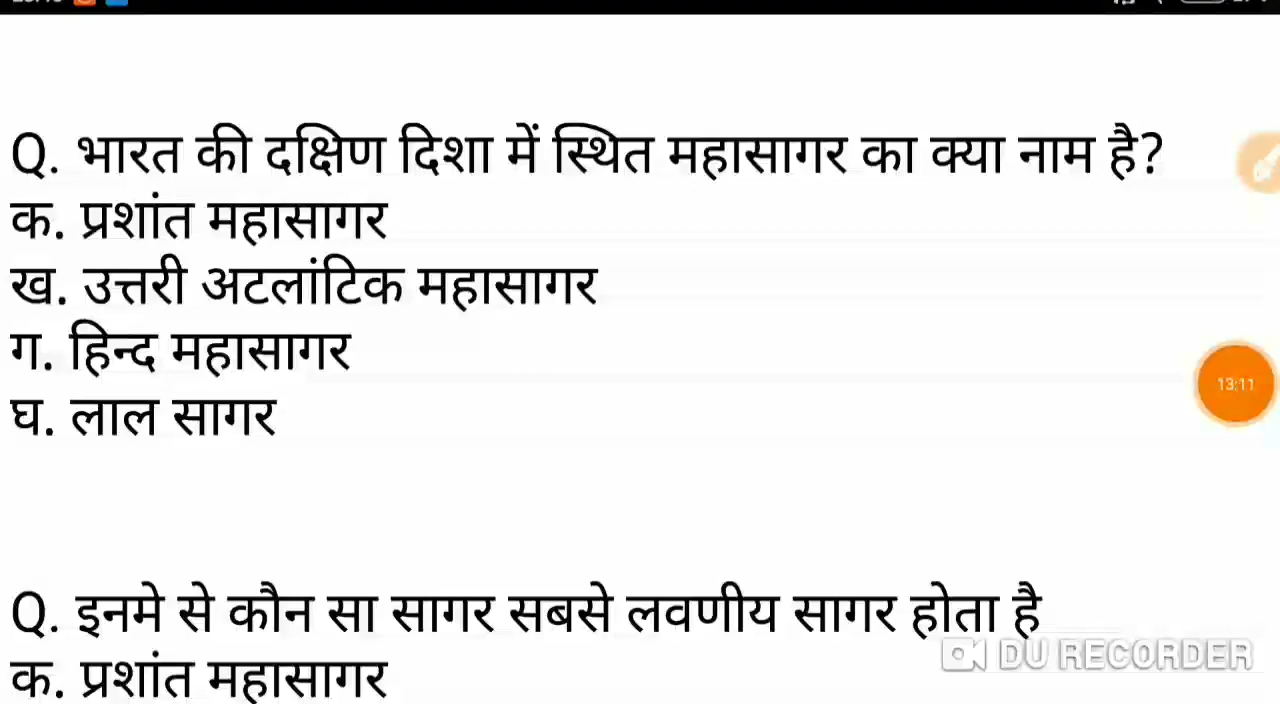 Q. भारत की दक्षिण दिशा में स्थित महासागर का क्या नाम है?
क. प्रशांत महासागर
ख. उत्तरी अटलांटिक महासागर
ग. हिन्द महासागर
घ. लाल सागर
13:11
Q. इनमे से कौन सा सागर सबसे लवणीय सागर होता है
DU RECORDER
क. प्रशांत महासागर